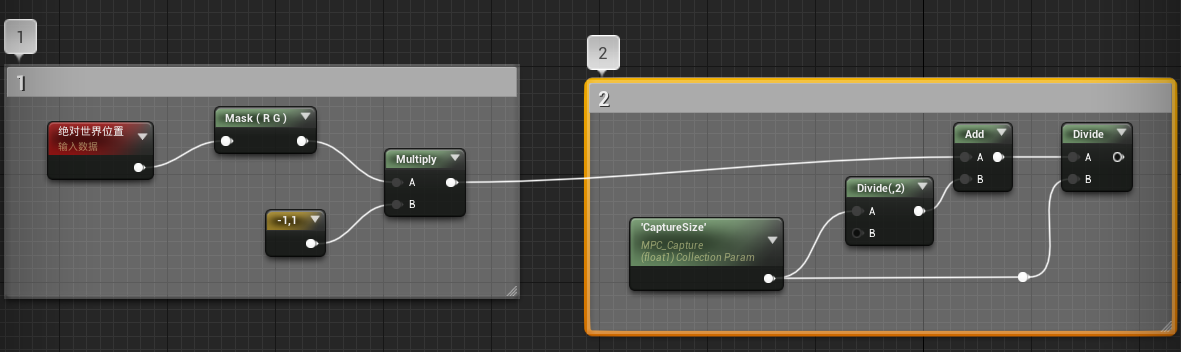 1
1
绝对世界位置
输入数据
Mask ( R G )
Multiply
A
B
-1,1
2
2
'CaptureSize'
MPC_Capture
(float1) Collection Param
Divide(,2)
A
B
Add
A
B
Divide
A
B